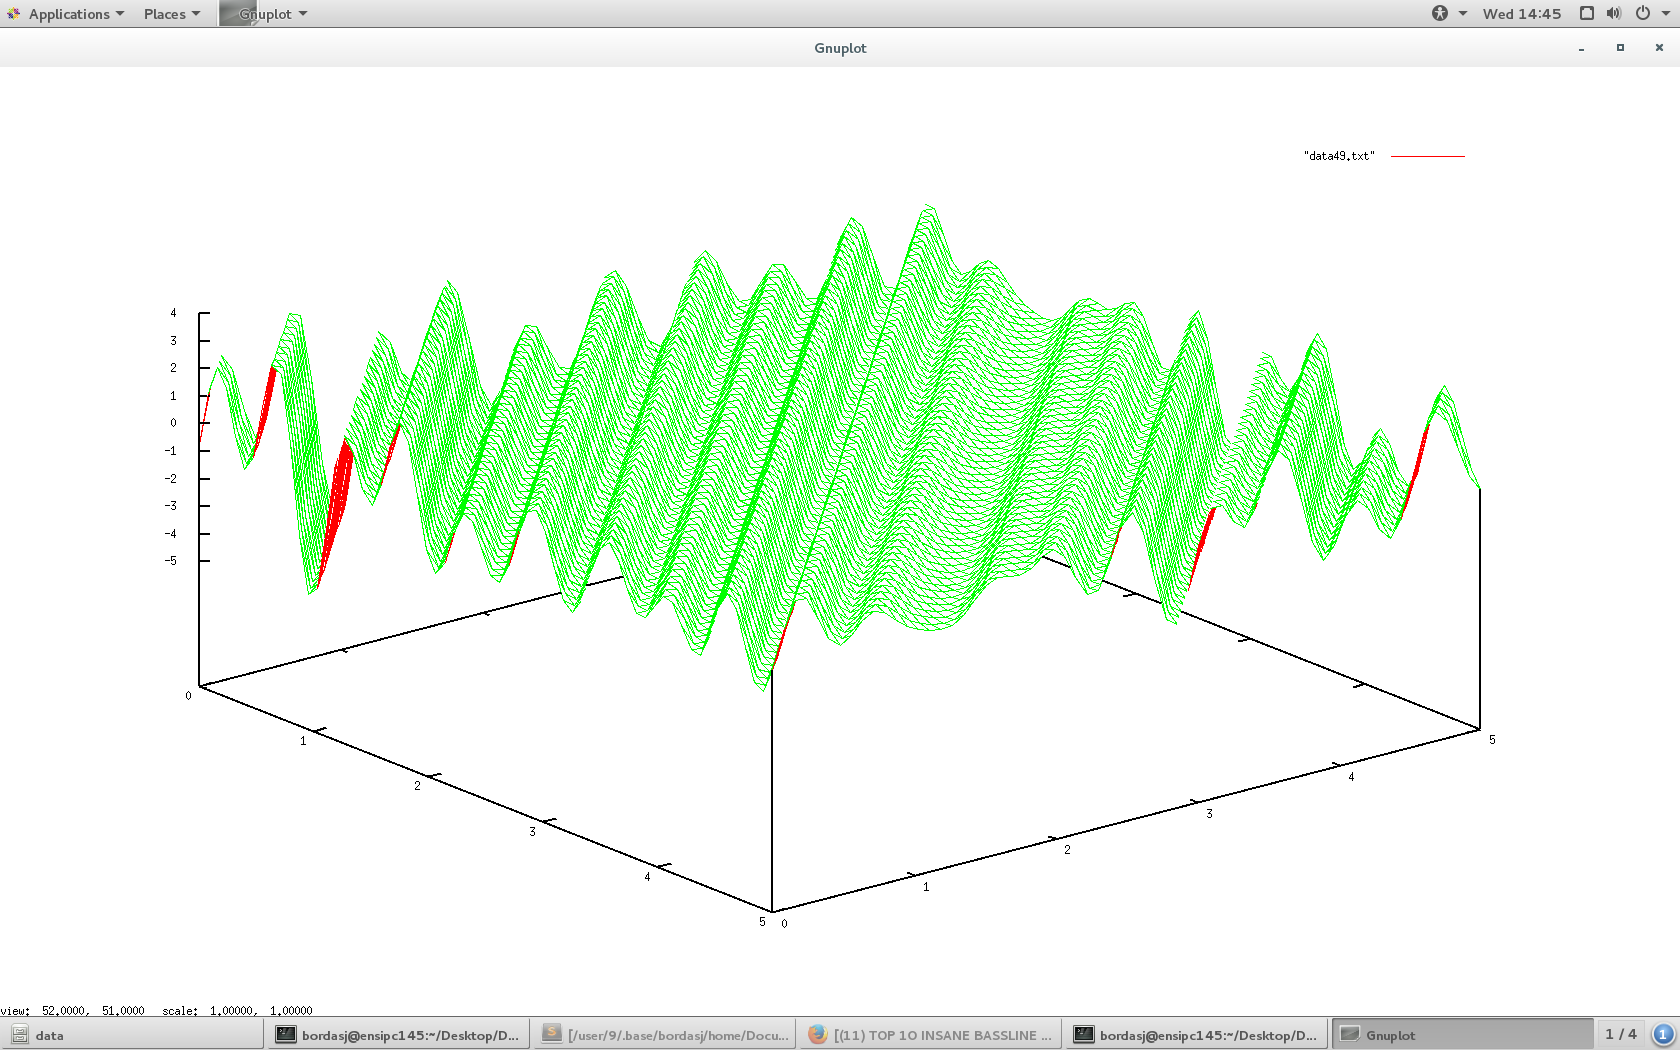 Applications Places Gnuplot Wed 14:45
Gnuplot
"data49.txt"
4
3
2
1
0
-1
-2
-3
-4
-5
0
1
2
3
4
5
0
1
2
3
4
5
view: 52.0000, 51.0000 scale: 1.00000, 1.00000
data
bordasj@ensipc145:~/Desktop/D...
[/user/9/.base/bordasj/home/Docu...
[(11) TOP 1O INSANE BASSLINE ...
bordasj@ensipc145:~/Desktop/D...
Gnuplot
1 / 4
1